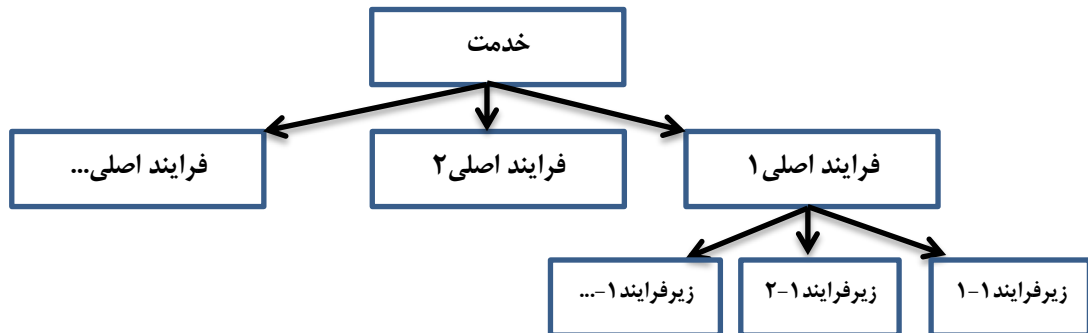 خدمت
فرایند اصلی۱
فرایند اصلی۲
فرایند اصلی...
زیرفرایند۱-۱
زیرفرایند۱-۲
زیرفرایند۱-...